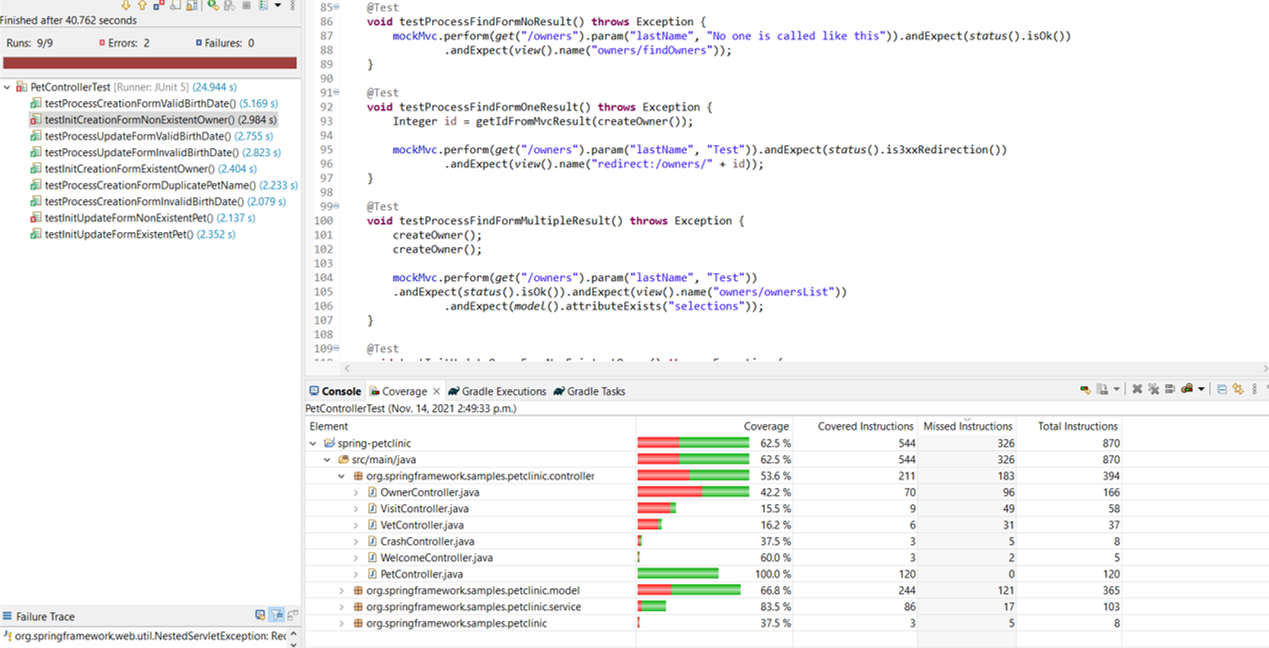 Finished after 40.762 seconds
Runs: 9/9 Errors: 2 Failures: 0
PetControllerTest [Runner: JUnit 5] (24.944 s)
testProcessCreationFormValidBirthDate() (5.169 s)
testInitCreationFormNonExistentOwner() (2.984 s)
testProcessUpdateFormValidBirthDate() (2.755 s)
testProcessUpdateFormInvalidBirthDate() (2.823 s)
testInitCreationFormExistentOwner() (2.404 s)
testProcessCreationFormDuplicatePetName() (2.233 s)
testProcessCreationFormInvalidBirthDate() (2.079 s)
testInitUpdateFormNonExistentPet() (2.137 s)
testInitUpdateFormExistentPet() (2.352 s)
Failure Trace
org.springframework.web.util.NestedServletException: Rec
85 @Test
86 void testProcessFindFormNoResult() throws Exception {
87 mockMvc.perform(get("/owners").param("lastName", "No one is called like this")).andExpect(status().isOk())
88 .andExpect(view().name("owners/findOwners"));
89 }
90
91 @Test
92 void testProcessFindFormOneResult() throws Exception {
93 Integer id = getIdFromMvcResult(createOwner());
94
95 mockMvc.perform(get("/owners").param("lastName", "Test")).andExpect(status().is3xxRedirection())
96 .andExpect(view().name("redirect:/owners/" + id));
97 }
98
99 @Test
100 void testProcessFindFormMultipleResult() throws Exception {
101 createOwner();
102 createOwner();
103
104 mockMvc.perform(get("/owners").param("lastName", "Test"))
105 .andExpect(status().isOk()).andExpect(view().name("owners/ownersList"))
106 .andExpect(model().attributeExists("selections"));
107 }
108
109 @Test
Console Coverage Gradle Executions Gradle Tasks
PetControllerTest (Nov. 14, 2021 2:49:33 p.m.)
Element Coverage Covered Instructions Missed Instructions Total Instructions
spring-petclinic 62.5 % 544 326 870
src/main/java 62.5 % 544 326 870
org.springframework.samples.petclinic.controller 53.6 % 211 183 394
OwnerController.java 42.2 % 70 96 166
VisitController.java 15.5 % 9 49 58
VetController.java 16.2 % 6 31 37
CrashController.java 37.5 % 3 5 8
WelcomeController.java 60.0 % 3 2 5
PetController.java 100.0 % 120 0 120
org.springframework.samples.petclinic.model 66.8 % 244 121 365
org.springframework.samples.petclinic.service 83.5 % 86 17 103
org.springframework.samples.petclinic 37.5 % 3 5 8